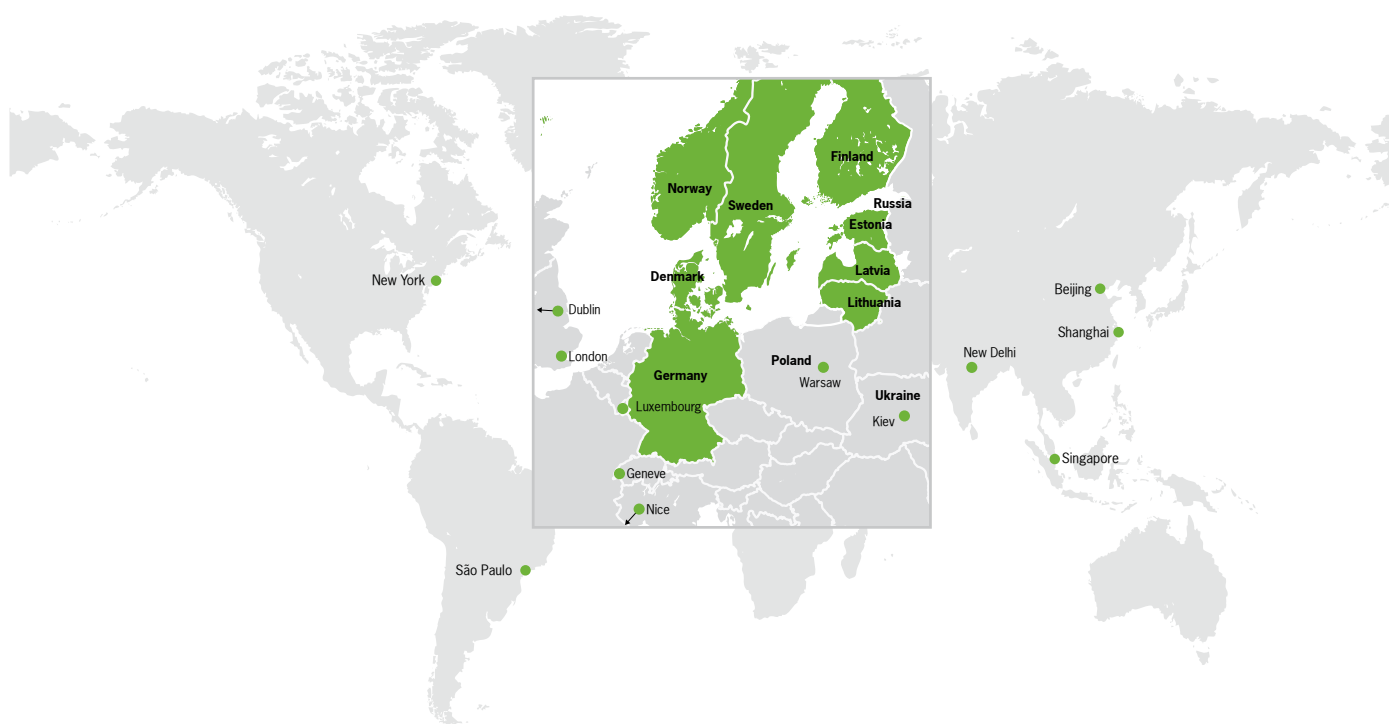 Finland
Norway
Sweden
Russia
Estonia
Latvia
Denmark
New York
Lithuania
Beijing
Dublin
Shanghai
New Delhi
London
Poland
Germany
Warsaw
Ukraine
Luxembourg
Kiev
Singapore
Geneve
Nice
São Paulo